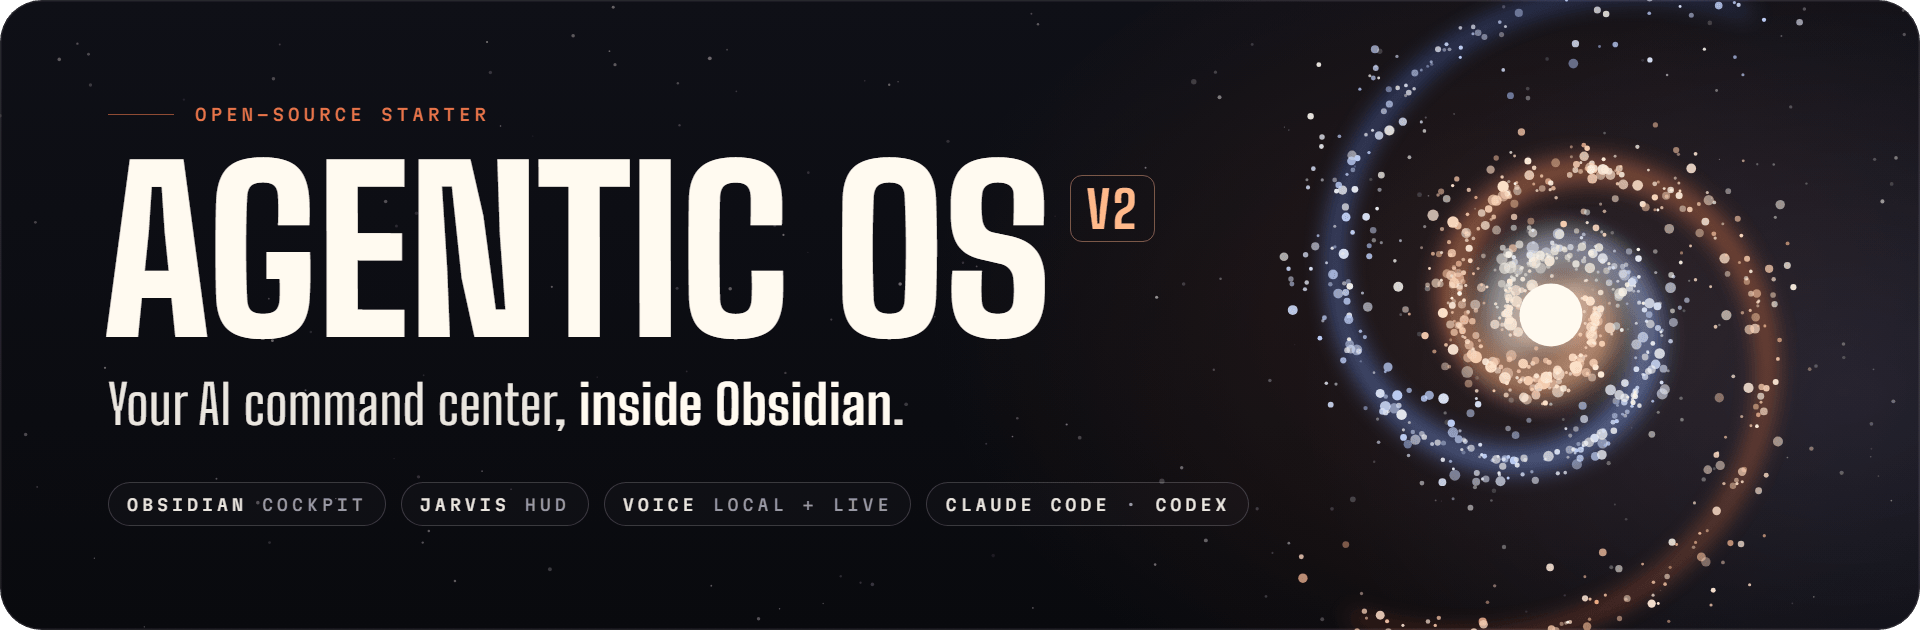 OPEN-SOURCE STARTER
AGENTIC OS V2
Your AI command center, inside Obsidian.
OBSIDIAN COCKPIT JARVIS HUD VOICE LOCAL + LIVE CLAUDE CODE · CODEX